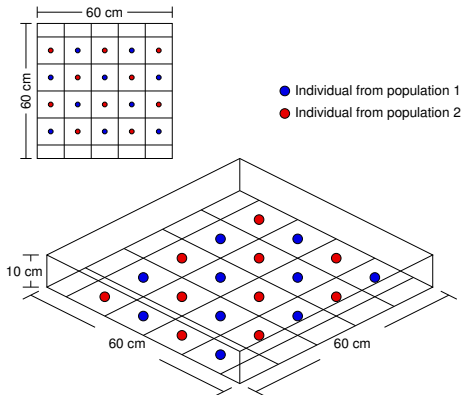 60 cm
60 cm
Individual from population 1
Individual from population 2
10 cm
60 cm
60 cm